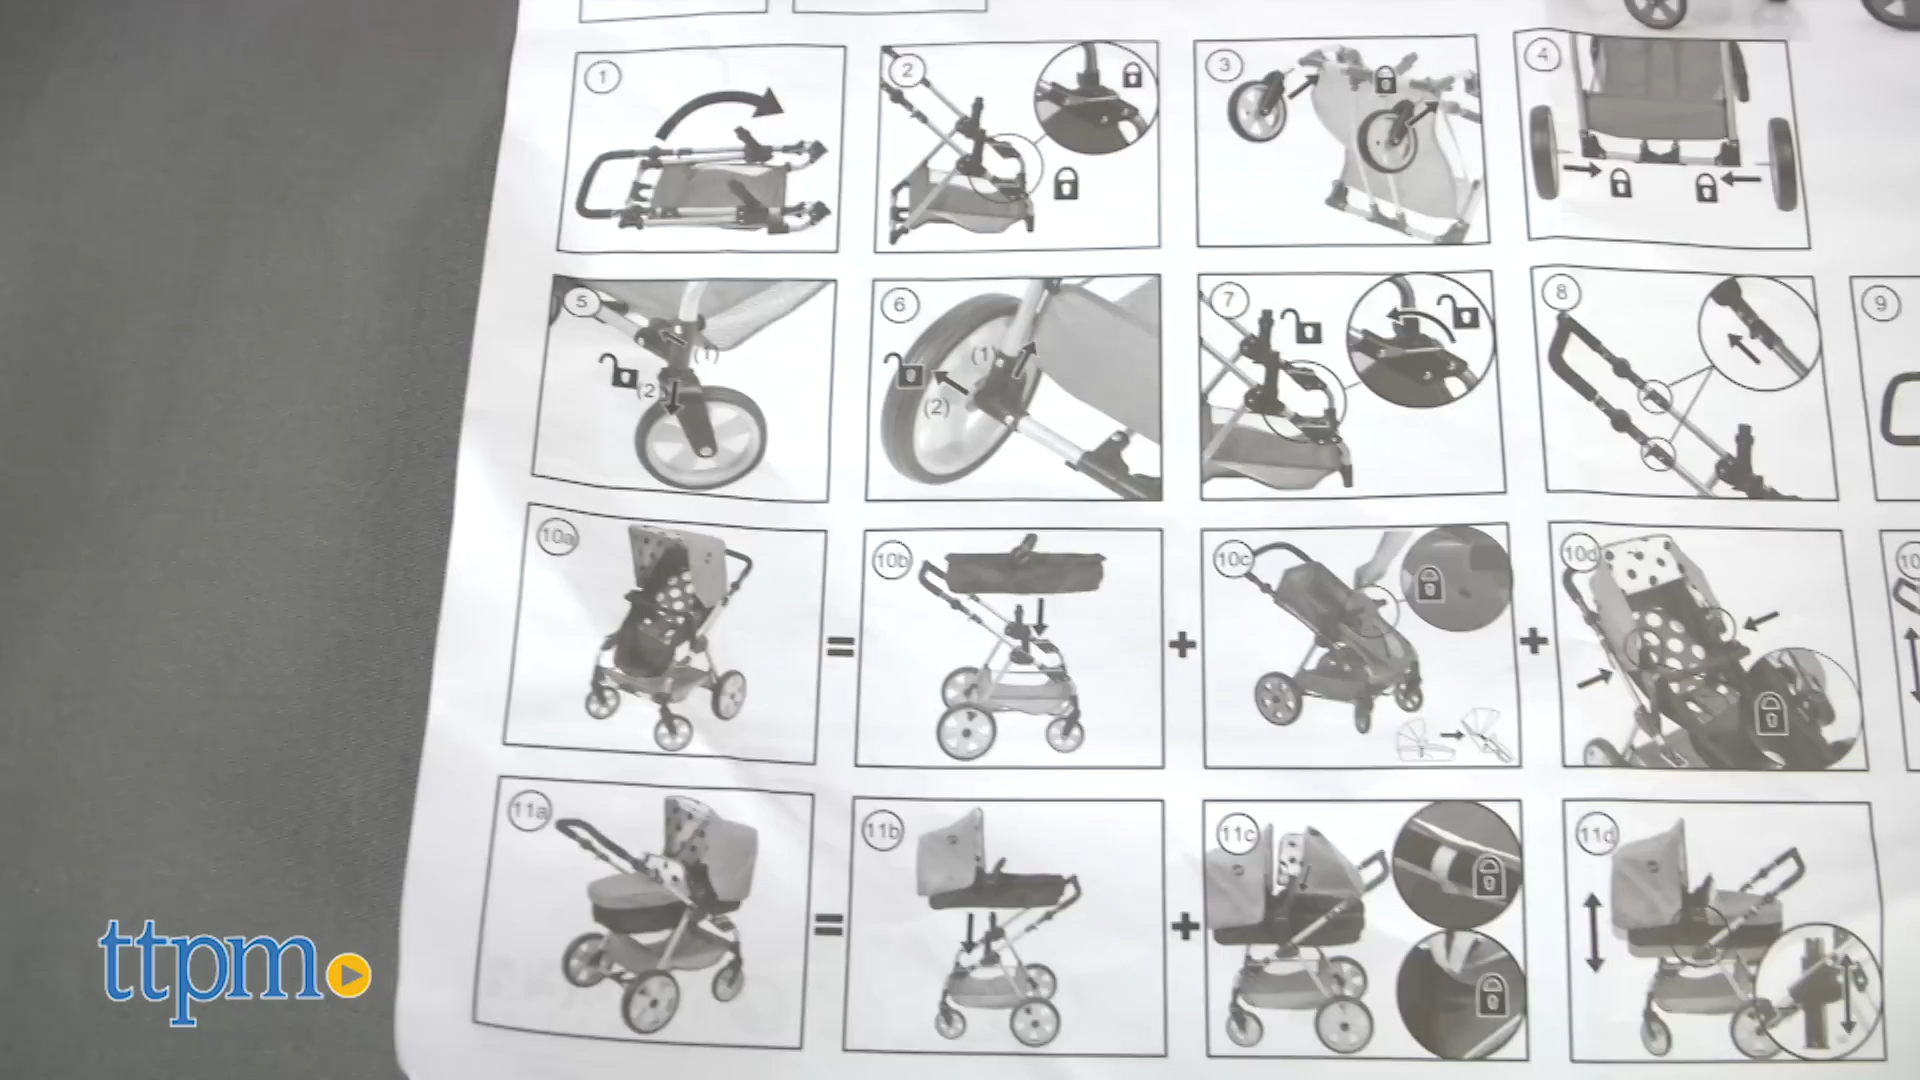 1 2 3 4
5 (1) (2) 6 (1) (2) 7 8 9
10a = 10b + 10c + 10d 10
11a = 11b + 11c 11d
ttpm